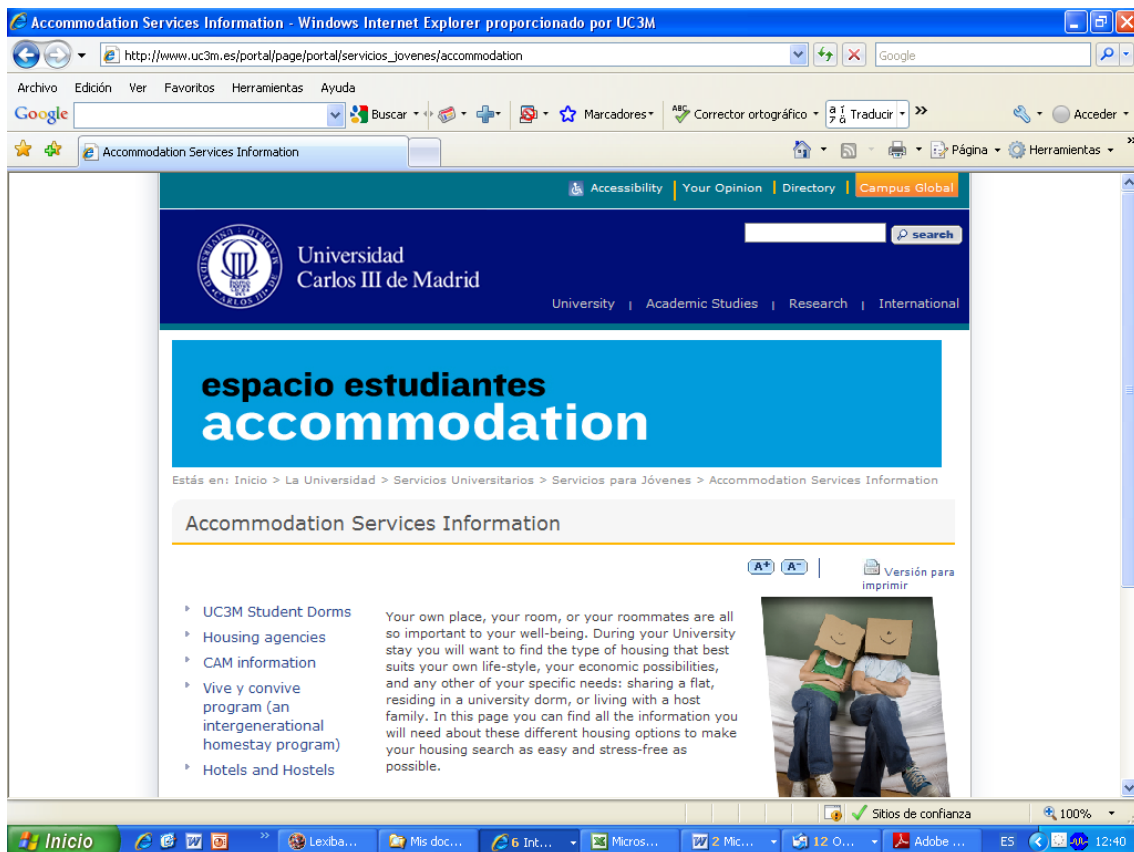 Accommodation Services Information - Windows Internet Explorer proporcionado por UC3M
http://www.uc3m.es/portal/page/portal/servicios_jovenes/accommodation
Google
Archivo Edición Ver Favoritos Herramientas Ayuda
Google Buscar Marcadores ABC Corrector ortográfico Traducir Acceder
Accommodation Services Information Página Herramientas
Accessibility Your Opinion Directory Campus Global
search
Universidad
Carlos III de Madrid
University | Academic Studies | Research | International
espacio estudiantes
accommodation
Estás en: Inicio > La Universidad > Servicios Universitarios > Servicios para Jóvenes > Accommodation Services Information
Accommodation Services Information
A+ A- Versión para
imprimir
UC3M Student Dorms
Housing agencies
CAM information
Vive y convive
program (an
intergenerational
homestay program)
Hotels and Hostels
Your own place, your room, or your roommates are all
so important to your well-being. During your University
stay you will want to find the type of housing that best
suits your own life-style, your economic possibilities,
and any other of your specific needs: sharing a flat,
residing in a university dorm, or living with a host
family. In this page you can find all the information you
will need about these different housing options to make
your housing search as easy and stress-free as
possible.
Sitios de confianza 100%
Inicio Lexiba... Mis doc... 6 Int... Micros... 2 Mic... 12 O... Adobe ... ES 12:40